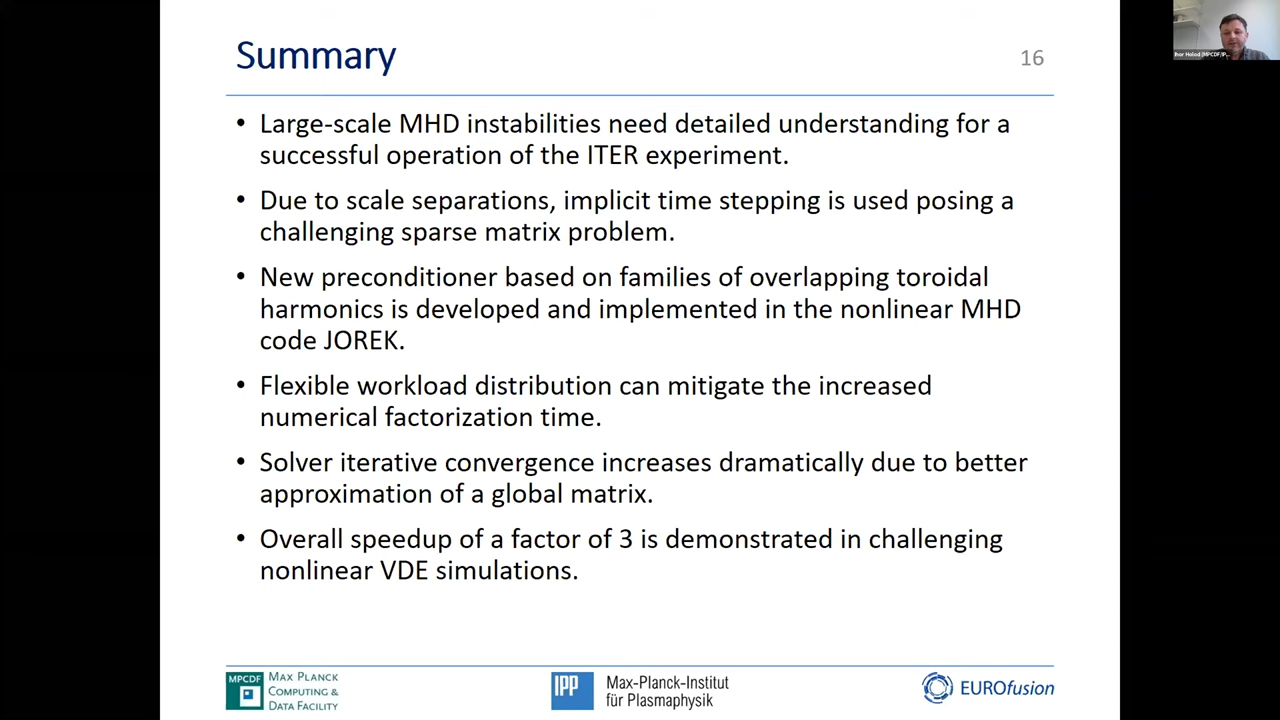 Summary
16
• Large-scale MHD instabilities need detailed understanding for a
successful operation of the ITER experiment.
• Due to scale separations, implicit time stepping is used posing a
challenging sparse matrix problem.
• New preconditioner based on families of overlapping toroidal
harmonics is developed and implemented in the nonlinear MHD
code JOREK.
• Flexible workload distribution can mitigate the increased
numerical factorization time.
• Solver iterative convergence increases dramatically due to better
approximation of a global matrix.
• Overall speedup of a factor of 3 is demonstrated in challenging
nonlinear VDE simulations.
MPCDF
MAX PLANCK
COMPUTING &
DATA FACILITY
IPP
Max-Planck-Institut
für Plasmaphysik
EUROfusion